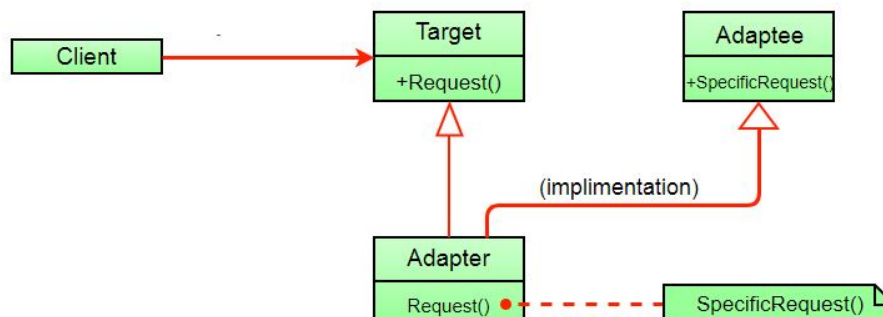 Client
Target
+Request()
Adaptee
+SpecificRequest()
(implimentation)
Adapter
Request()
SpecificRequest()